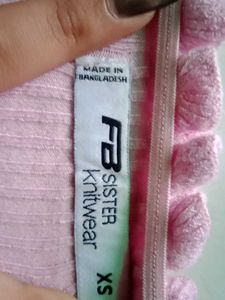 MADE IN
BANGLADESH
FB
SISTER
knitwear
XS